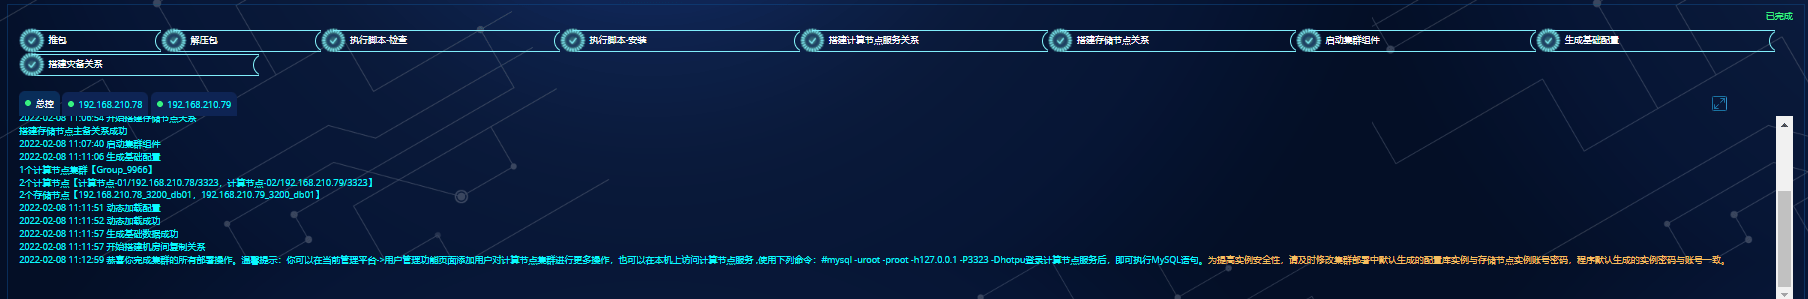 已完成
推包 解压包 执行脚本-检查 执行脚本-安装 搭建计算节点服务关系 搭建存储节点关系 启动集群组件 生成基础配置
搭建灾备关系
总控 192.168.210.78 192.168.210.79
2022-02-08 11:06:54 开始搭建存储节点关系
搭建存储节点主备关系成功
2022-02-08 11:07:40 启动集群组件
2022-02-08 11:11:06 生成基础配置
1个计算节点集群【Group_9966】
2个计算节点【计算节点-01/192.168.210.78/3323，计算节点-02/192.168.210.79/3323】
2个存储节点【192.168.210.78_3200_db01，192.168.210.79_3200_db01】
2022-02-08 11:11:51 动态加载配置
2022-02-08 11:11:52 动态加载成功
2022-02-08 11:11:57 生成基础数据成功
2022-02-08 11:11:57 开始搭建机房间复制关系
2022-02-08 11:12:59 恭喜你完成集群的所有部署操作。温馨提示：你可以在当前管理平台->用户管理功能页面添加用户对计算节点集群进行更多操作，也可以在本机上访问计算节点服务 ,使用下列命令：#mysql -uroot -proot -h127.0.0.1 -P3323 -Dhotpu登录计算节点服务后，即可执行MySQL语句。为提高实例安全性，请及时修改集群部署中默认生成的配置库实例与存储节点实例账号密码，程序默认生成的实例密码与账号一致。